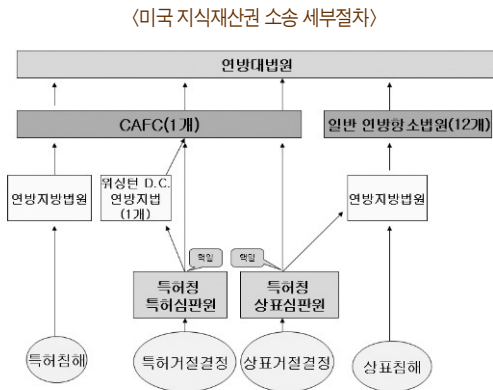 <미국 지식재산권 소송 세부절차>
연방대법원
CAFC(1개)
일반 연방항소법원(12개)
연방지방법원
워싱턴 D.C.
연방지법
(1개)
연방지방법원
택일
택일
특허청
특허심판원
특허청
상표심판원
특허침해
특허거절결정
상표거절결정
상표침해